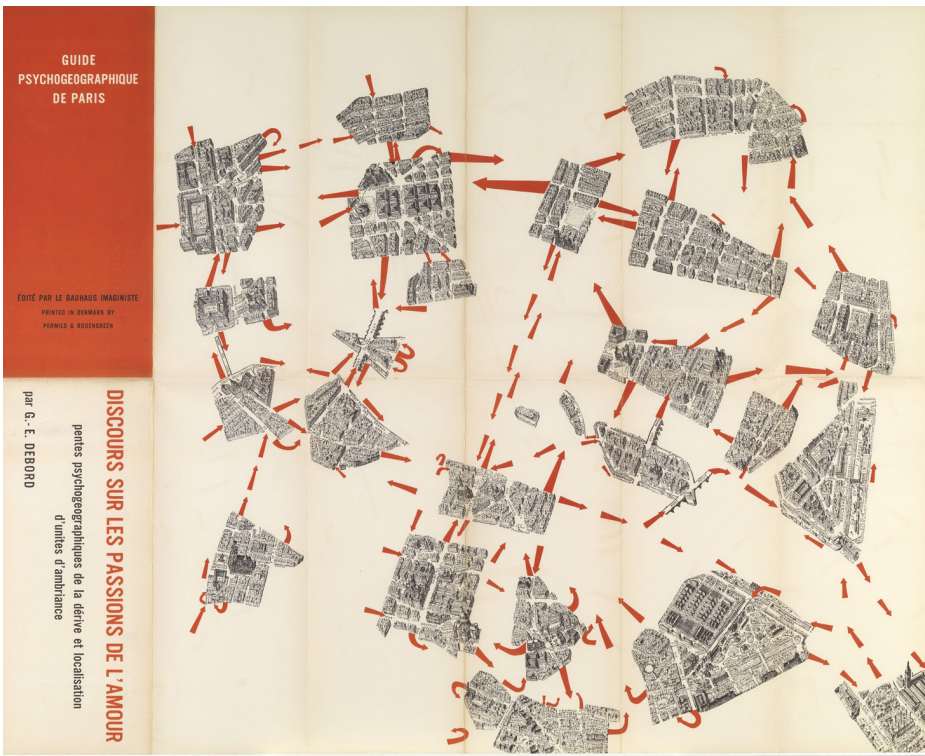 GUIDE
PSYCHOGEOGRAPHIQUE
DE PARIS
ÉDITÉ PAR LE BAUHAUS IMAGINISTE
PRINTED IN DENMARK BY
PERMILD & ROSENGREEN
DISCOURS SUR LES PASSIONS DE L'AMOUR
pentes psychogeographiques de la dérive et localisation
d'unites d'ambriance
par G.-E. DEBORD